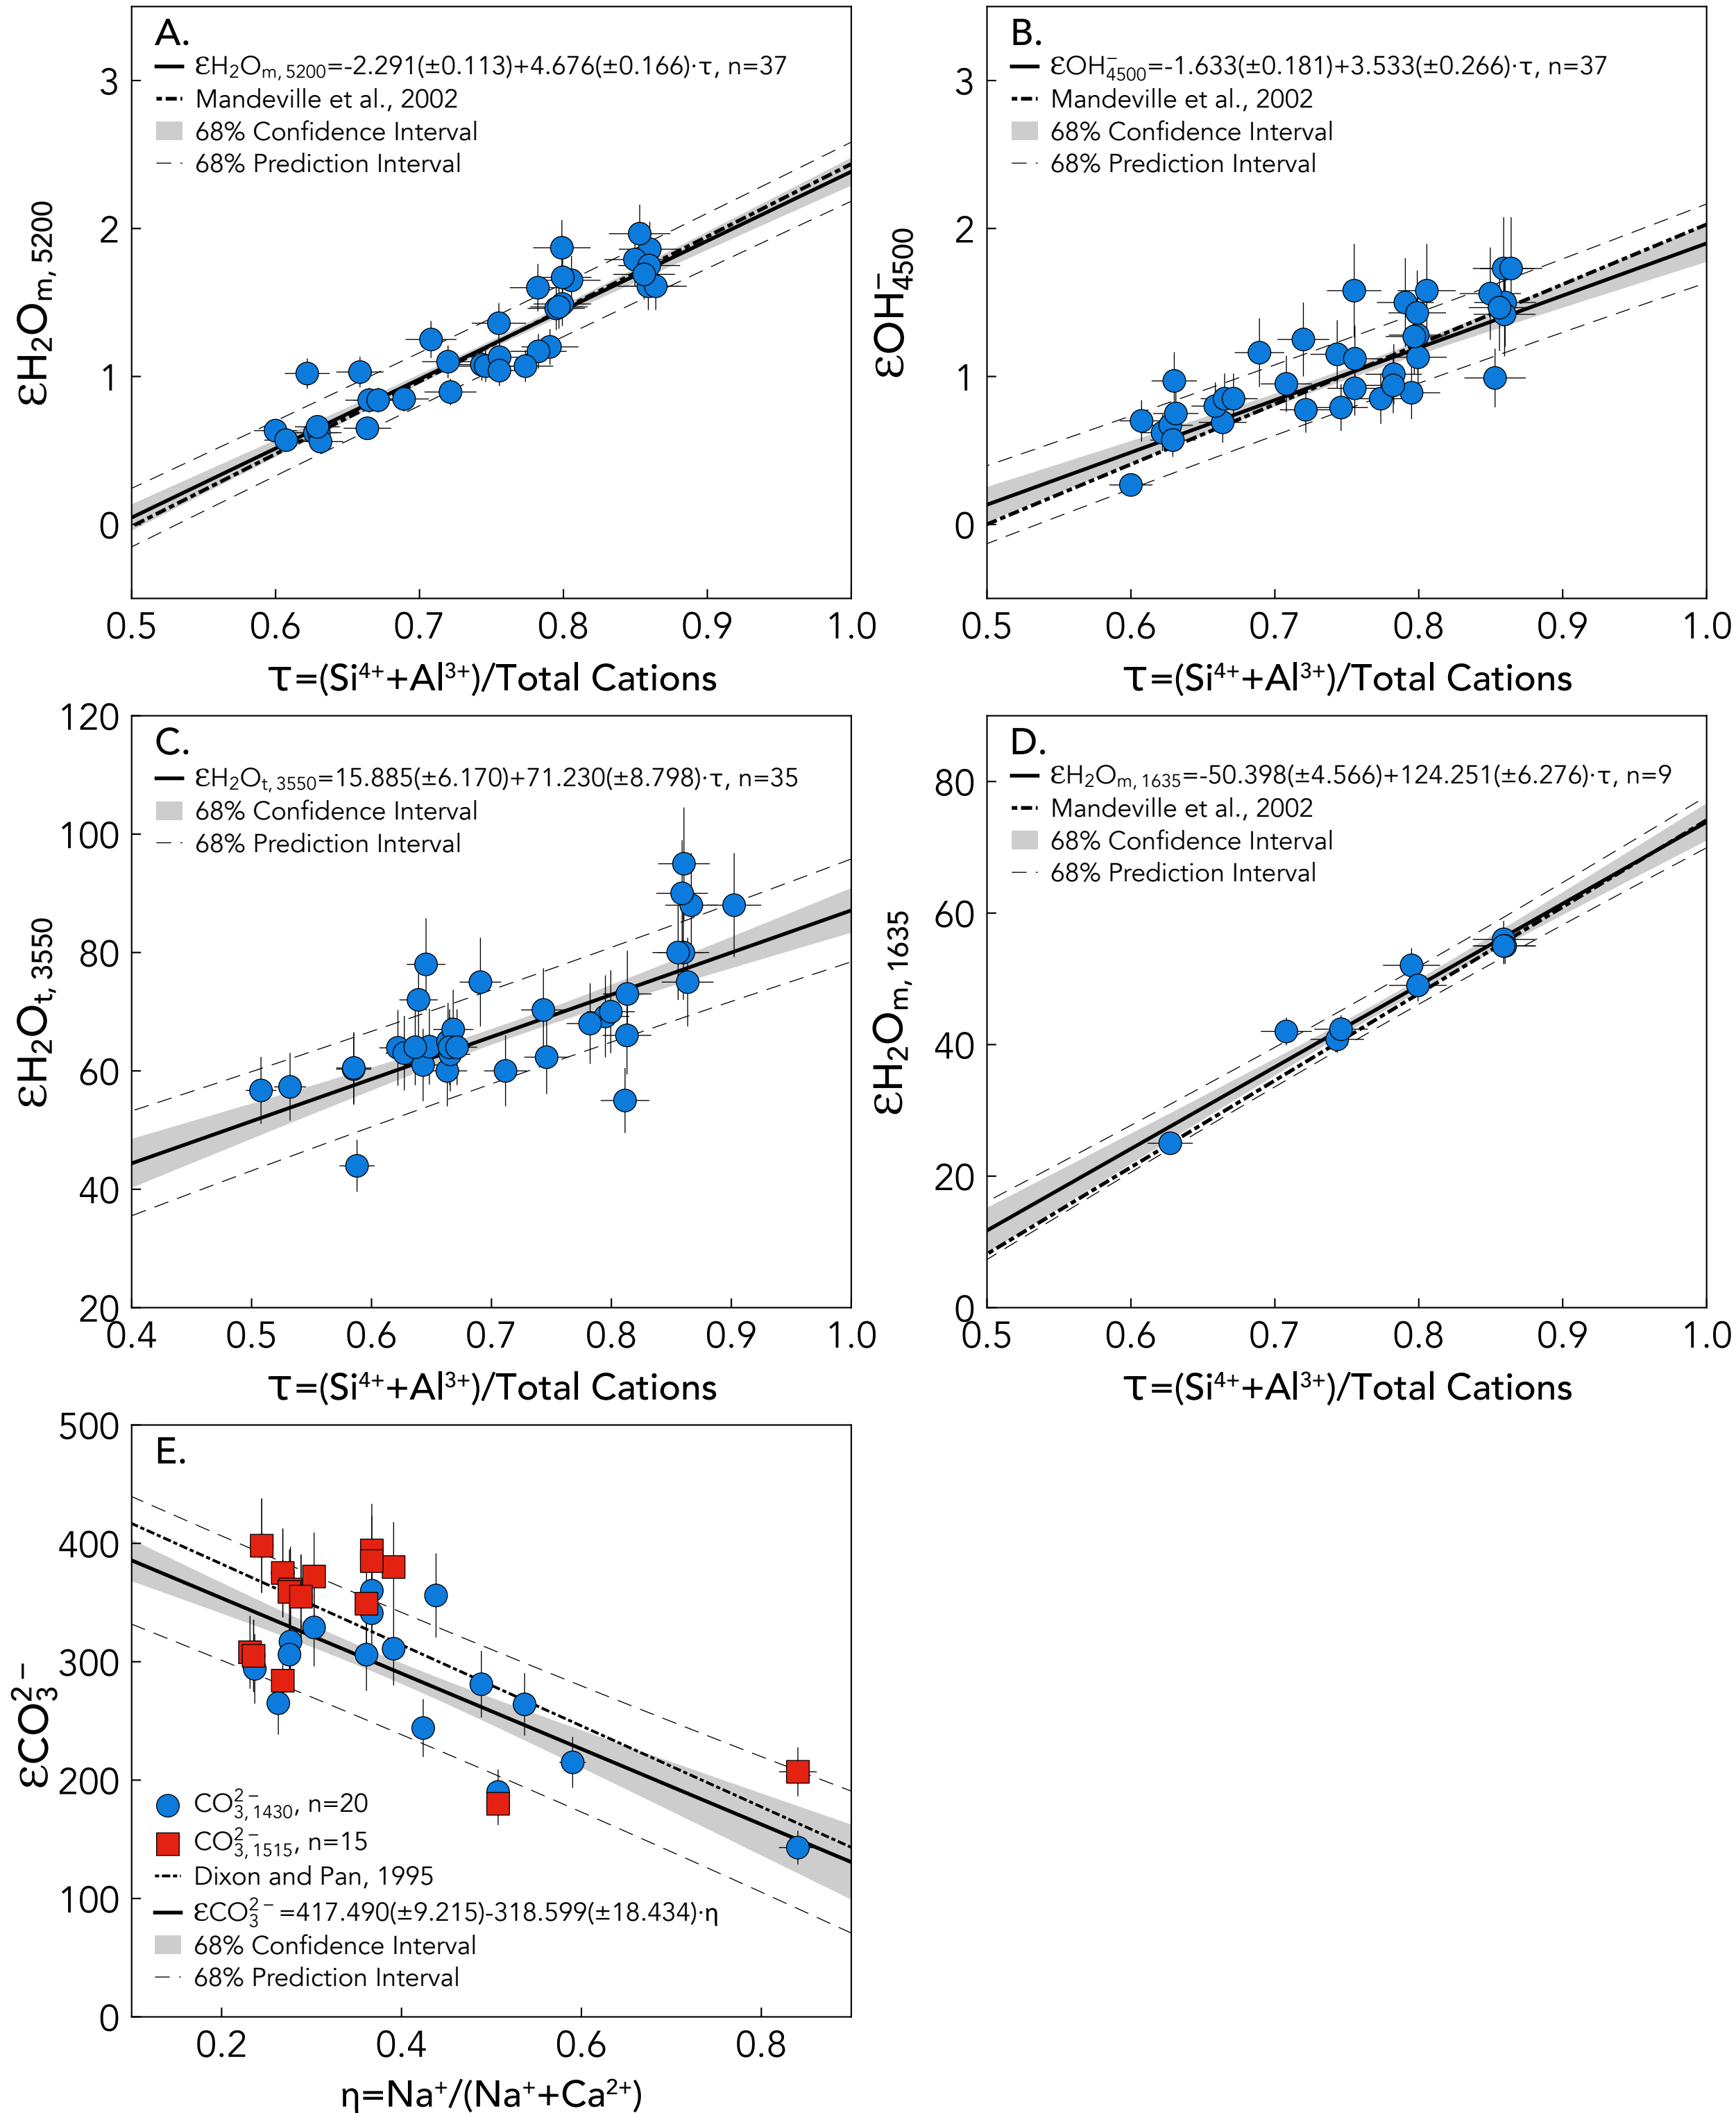 A.
εH₂Oₘ, ₅₂₀₀=-2.291(±0.113)+4.676(±0.166)·τ, n=37
Mandeville et al., 2002
68% Confidence Interval
68% Prediction Interval
3
2
1
0
εH₂Oₘ, ₅₂₀₀
0.5 0.6 0.7 0.8 0.9 1.0
τ=(Si⁴⁺+Al³⁺)/Total Cations
B.
εOH⁻₄₅₀₀=-1.633(±0.181)+3.533(±0.266)·τ, n=37
Mandeville et al., 2002
68% Confidence Interval
68% Prediction Interval
3
2
1
0
εOH⁻₄₅₀₀
0.5 0.6 0.7 0.8 0.9 1.0
τ=(Si⁴⁺+Al³⁺)/Total Cations
C.
εH₂Oₜ, ₃₅₅₀=15.885(±6.170)+71.230(±8.798)·τ, n=35
68% Confidence Interval
68% Prediction Interval
120
100
80
60
40
20
εH₂Oₜ, ₃₅₅₀
0.4 0.5 0.6 0.7 0.8 0.9 1.0
τ=(Si⁴⁺+Al³⁺)/Total Cations
D.
εH₂Oₘ, ₁₆₃₅=-50.398(±4.566)+124.251(±6.276)·τ, n=9
Mandeville et al., 2002
68% Confidence Interval
68% Prediction Interval
80
60
40
20
0
εH₂Oₘ, ₁₆₃₅
0.5 0.6 0.7 0.8 0.9 1.0
τ=(Si⁴⁺+Al³⁺)/Total Cations
E.
500
400
300
200
100
0
εCO₃²⁻
CO²⁻₃, ₁₄₃₀, n=20
CO²⁻₃, ₁₅₁₅, n=15
Dixon and Pan, 1995
εCO₃²⁻=417.490(±9.215)-318.599(±18.434)·η
68% Confidence Interval
68% Prediction Interval
0.2 0.4 0.6 0.8
η=Na⁺/(Na⁺+Ca²⁺)